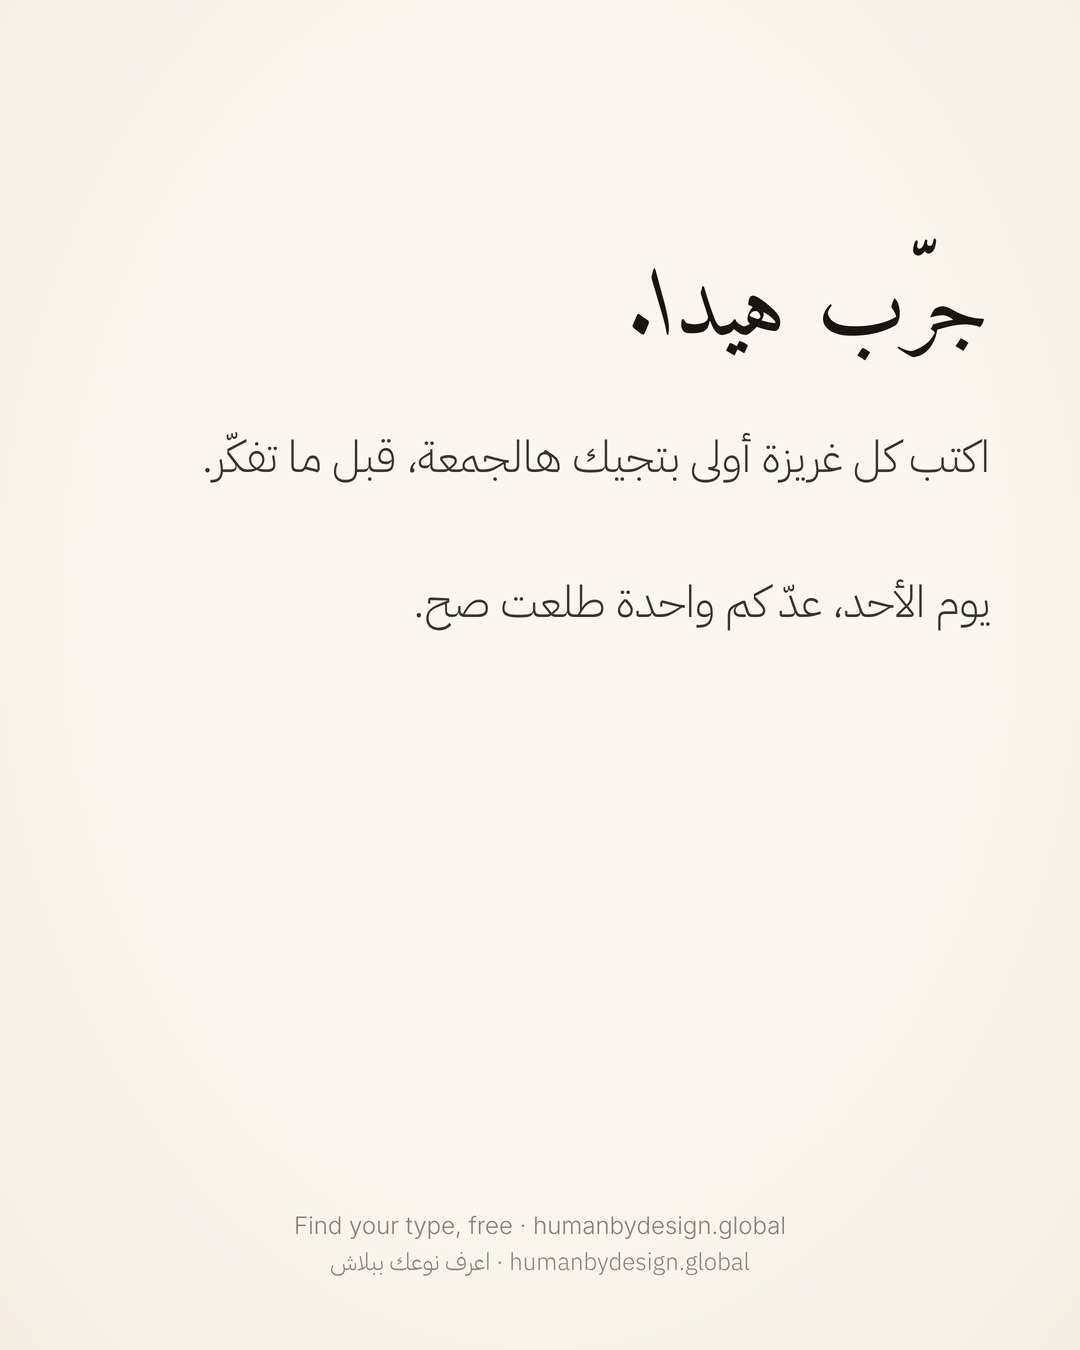 جرّب هيدا.
اكتب كل غريزة أولى بتجيك هالجمعة، قبل ما تفكّر.
يوم الأحد، عدّ كم واحدة طلعت صح.
Find your type, free · humanbydesign.global
اعرف نوعك ببلاش · humanbydesign.global